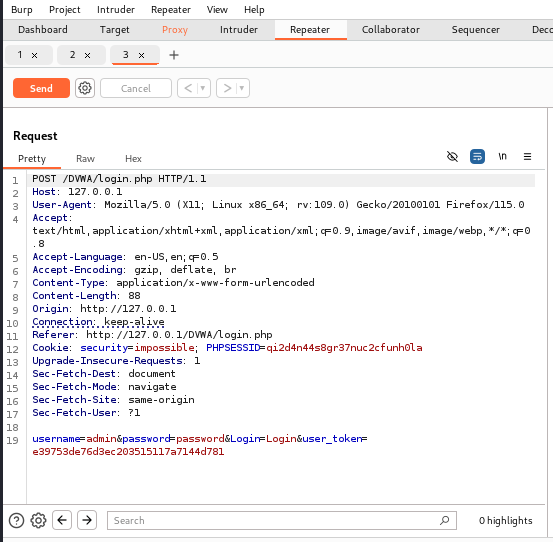 Burp Project Intruder Repeater View Help
Dashboard Target Proxy Intruder Repeater Collaborator Sequencer Deco
1 × 2 × 3 × +
Send Cancel < >
Request
Pretty Raw Hex \n
1 POST /DVWA/login.php HTTP/1.1
2 Host: 127.0.0.1
3 User-Agent: Mozilla/5.0 (X11; Linux x86_64; rv:109.0) Gecko/20100101 Firefox/115.0
4 Accept:
text/html,application/xhtml+xml,application/xml;q=0.9,image/avif,image/webp,*/*;q=0
.8
5 Accept-Language: en-US,en;q=0.5
6 Accept-Encoding: gzip, deflate, br
7 Content-Type: application/x-www-form-urlencoded
8 Content-Length: 88
9 Origin: http://127.0.0.1
10 Connection: keep-alive
11 Referer: http://127.0.0.1/DVWA/login.php
12 Cookie: security=impossible; PHPSESSID=qi2d4n44s8gr37nuc2cfunh0la
13 Upgrade-Insecure-Requests: 1
14 Sec-Fetch-Dest: document
15 Sec-Fetch-Mode: navigate
16 Sec-Fetch-Site: same-origin
17 Sec-Fetch-User: ?1
18
19 username=admin&password=password&Login=Login&user_token=
e39753de76d3ec203515117a7144d781
Search 0 highlights